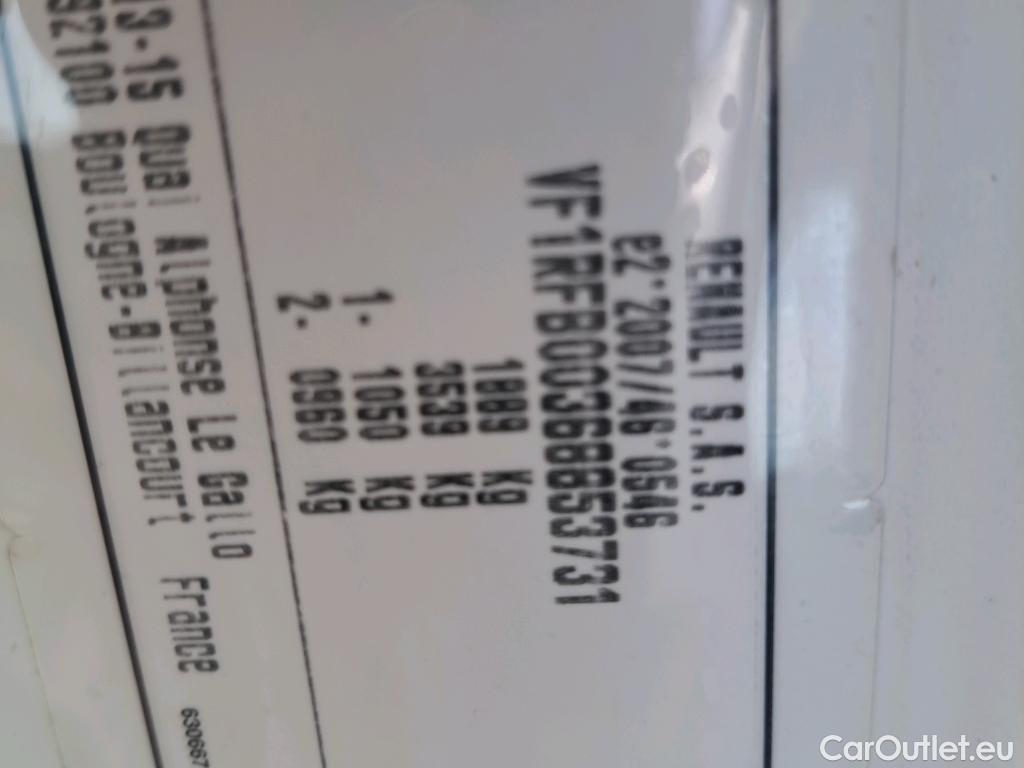 RENAULT S.A.S.
e2*2007/46*0546
VF1RFB00368853731
1889 Kg
3539 Kg
1- 1050 Kg
2- 0960 Kg
13-15 Quai Alphonse Le Gallo
92100 Boulogne-Billancourt France
630667
CarOutlet.eu